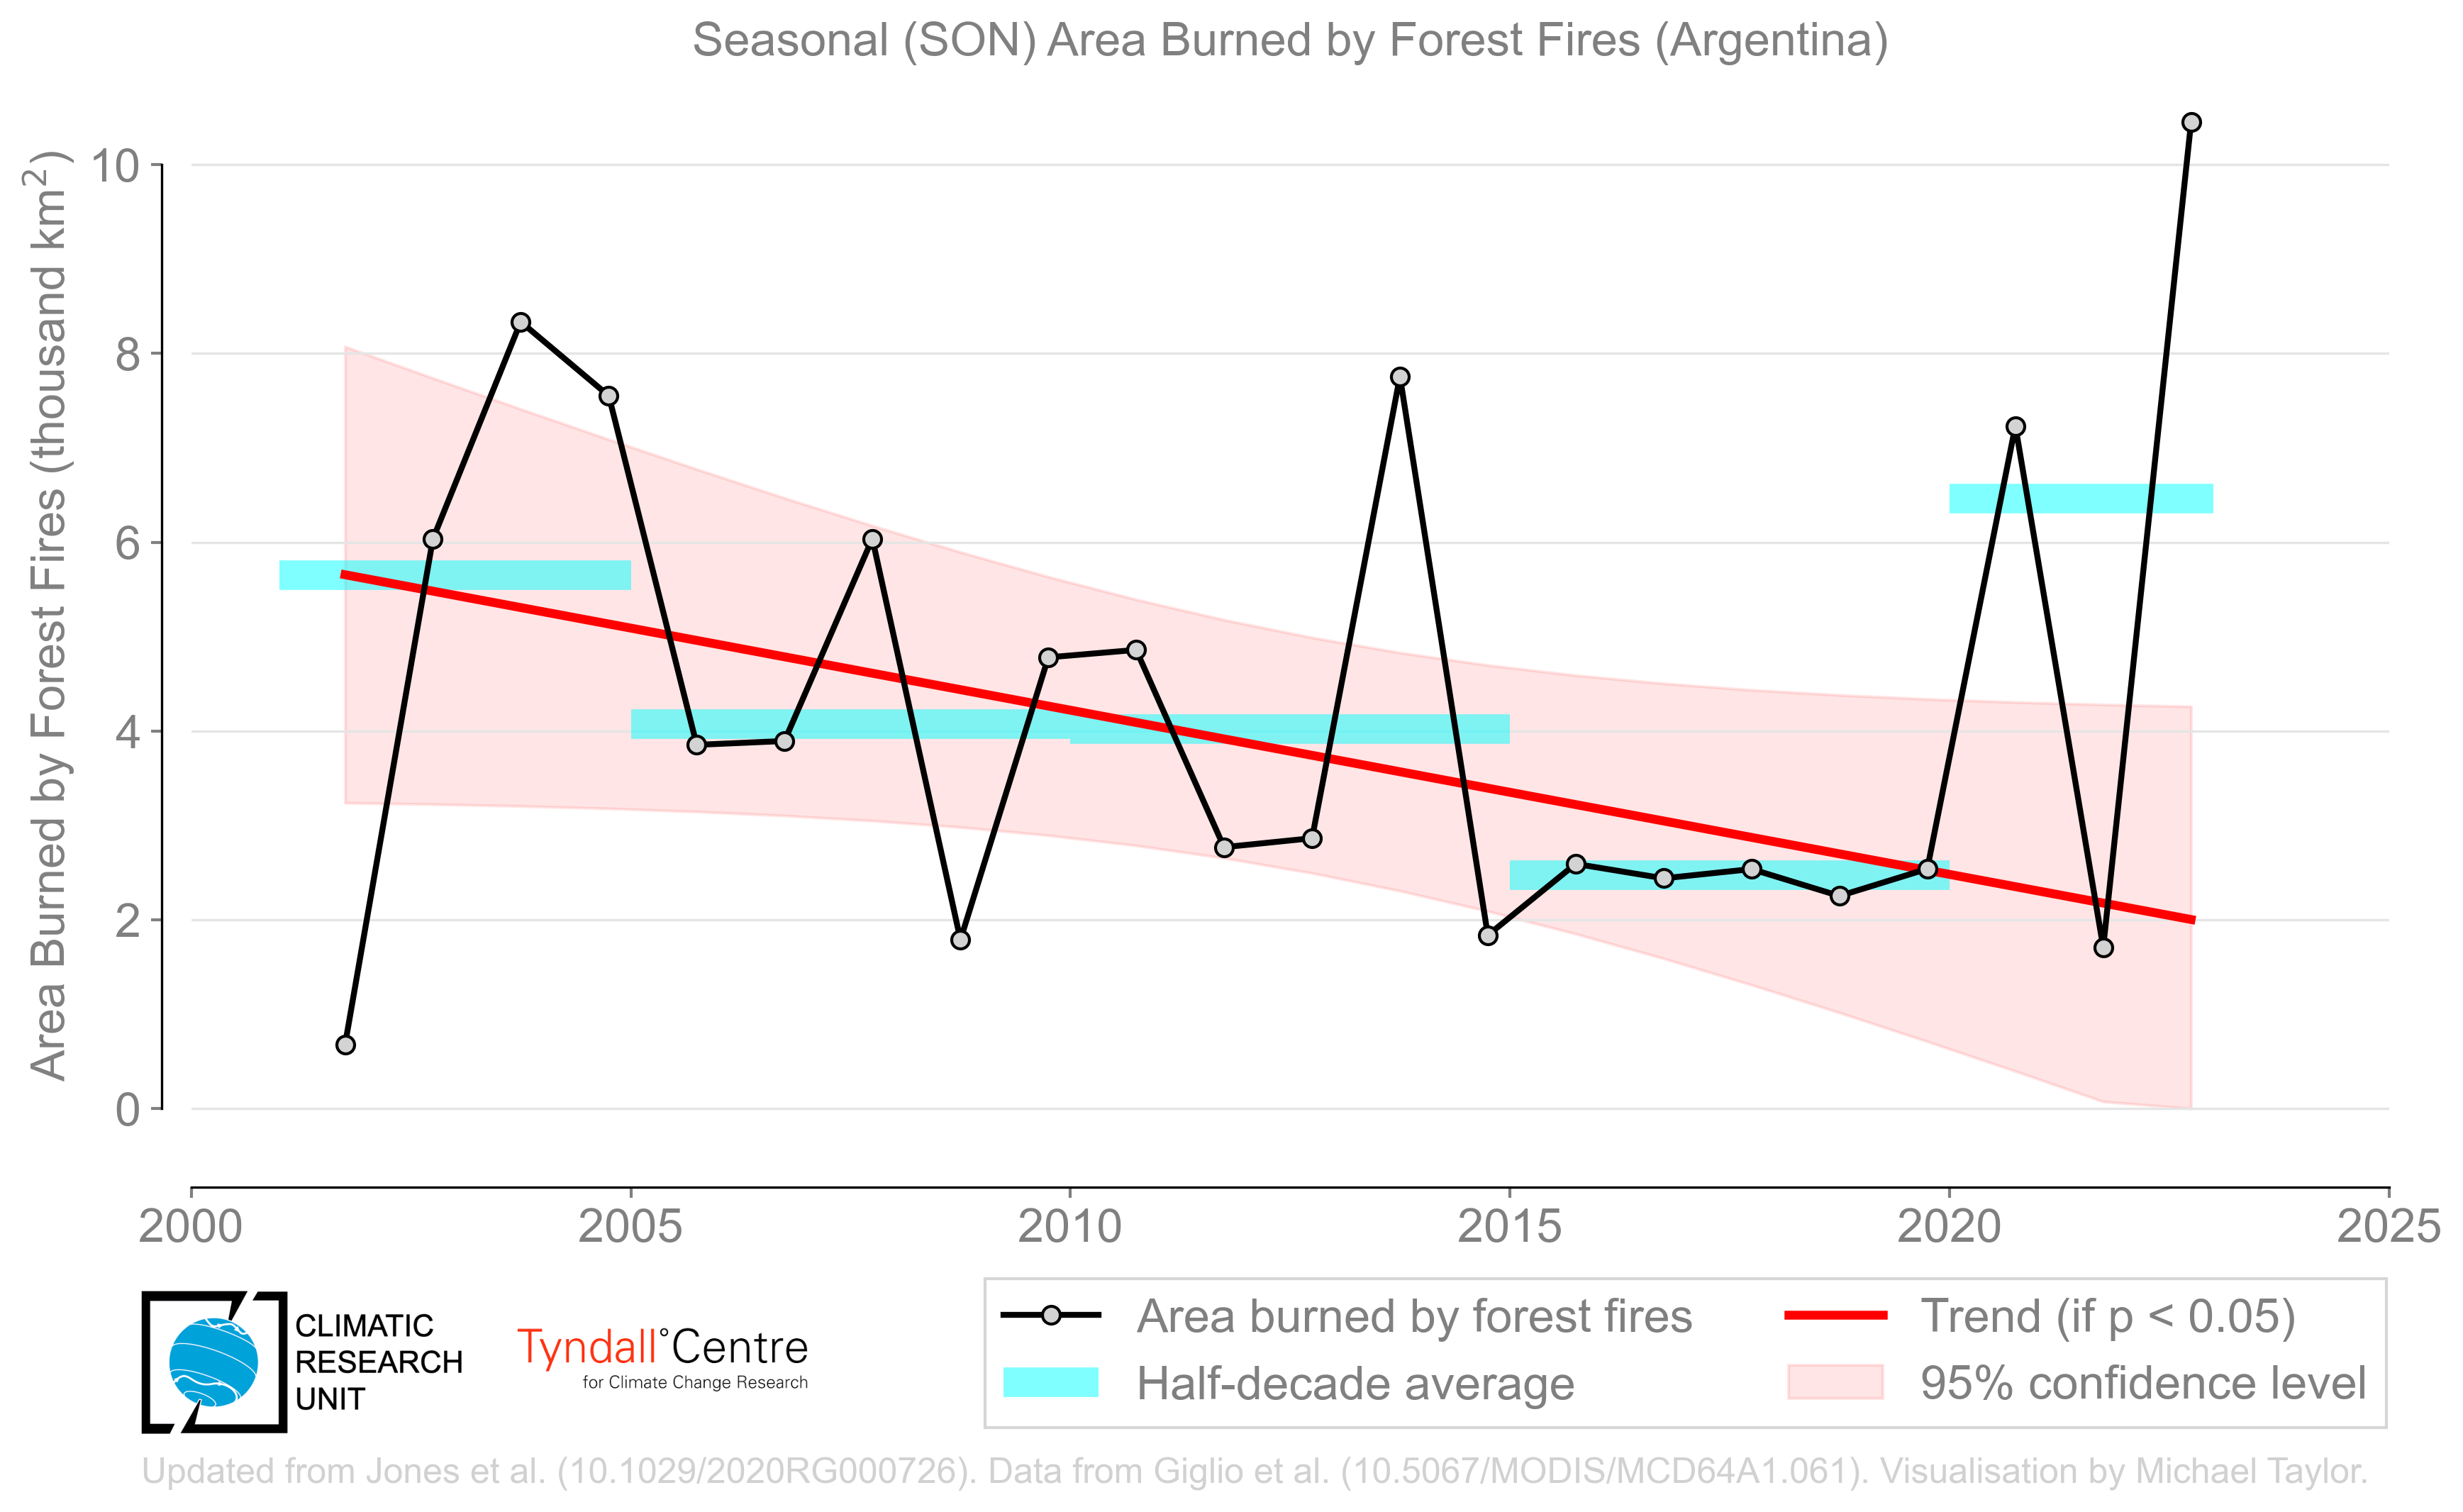 Seasonal (SON) Area Burned by Forest Fires (Argentina)
Area Burned by Forest Fires (thousand km²)
10
8
6
4
2
0
2000 2005 2010 2015 2020 2025
CLIMATIC
RESEARCH
UNIT
Tyndall°Centre
for Climate Change Research
Area burned by forest fires
Half-decade average
Trend (if p < 0.05)
95% confidence level
Updated from Jones et al. (10.1029/2020RG000726). Data from Giglio et al. (10.5067/MODIS/MCD64A1.061). Visualisation by Michael Taylor.